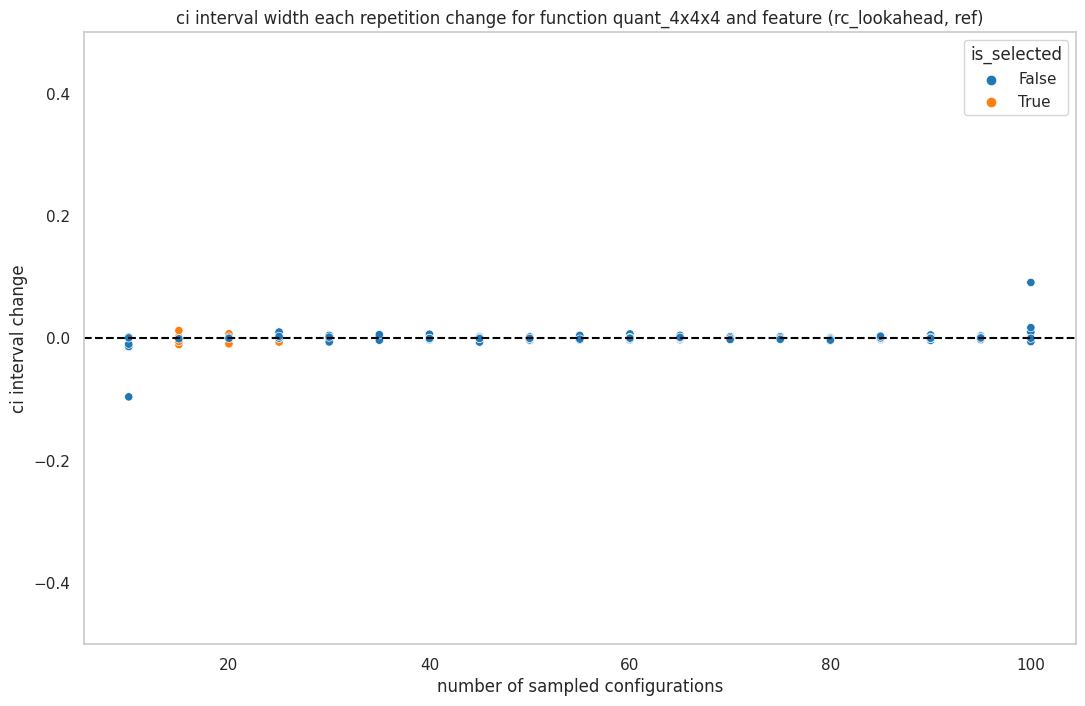 ci interval width each repetition change for function quant_4x4x4 and feature (rc_lookahead, ref)
is_selected
False
True
0.4
0.2
0.0
−0.2
−0.4
ci interval change
20
40
60
80
100
number of sampled configurations